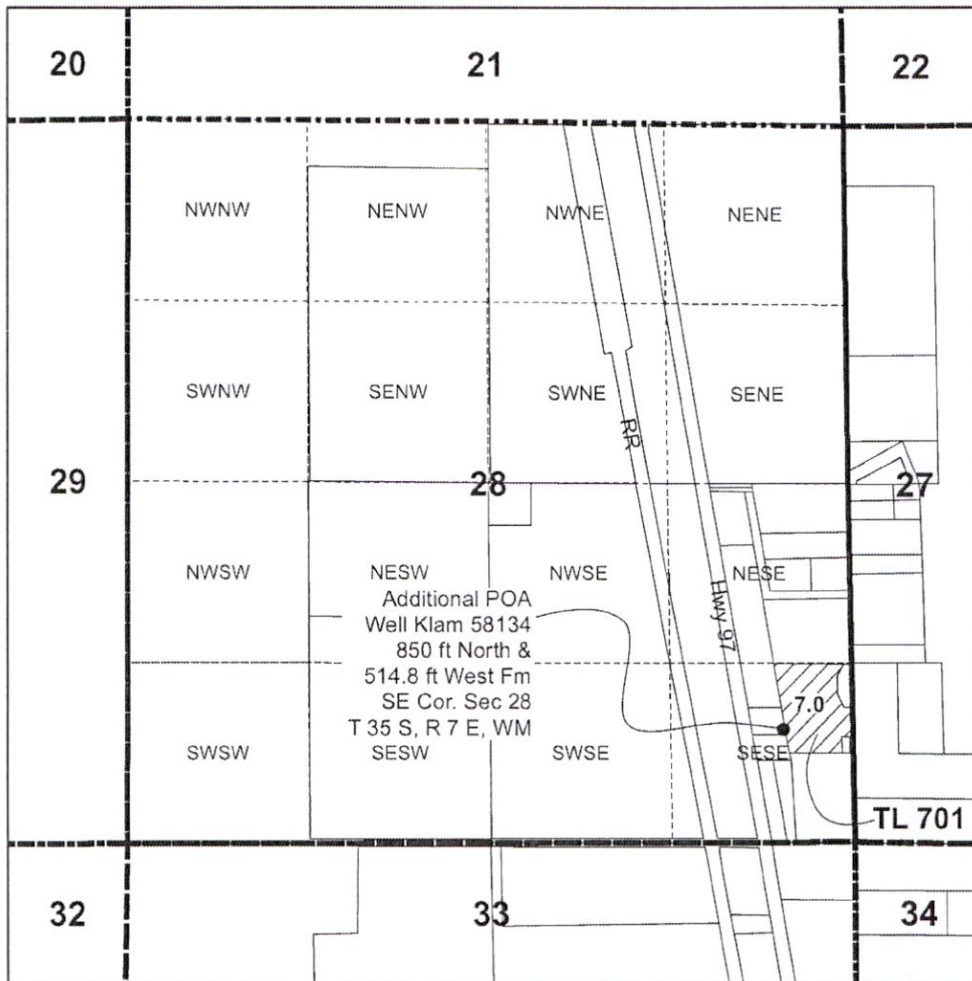 20
21
22
NWNW
NENW
NWNE
NENE
SWNW
SENW
SWNE
SENE
RR
29
28
27
NWSW
NESW
NWSE
NESE
Hwy 97
Additional POA
Well Klam 58134
850 ft North &
514.8 ft West Fm
SE Cor. Sec 28
T 35 S, R 7 E, WM
7.0
SWSW
SESW
SWSE
SESE
TL 701
32
33
34